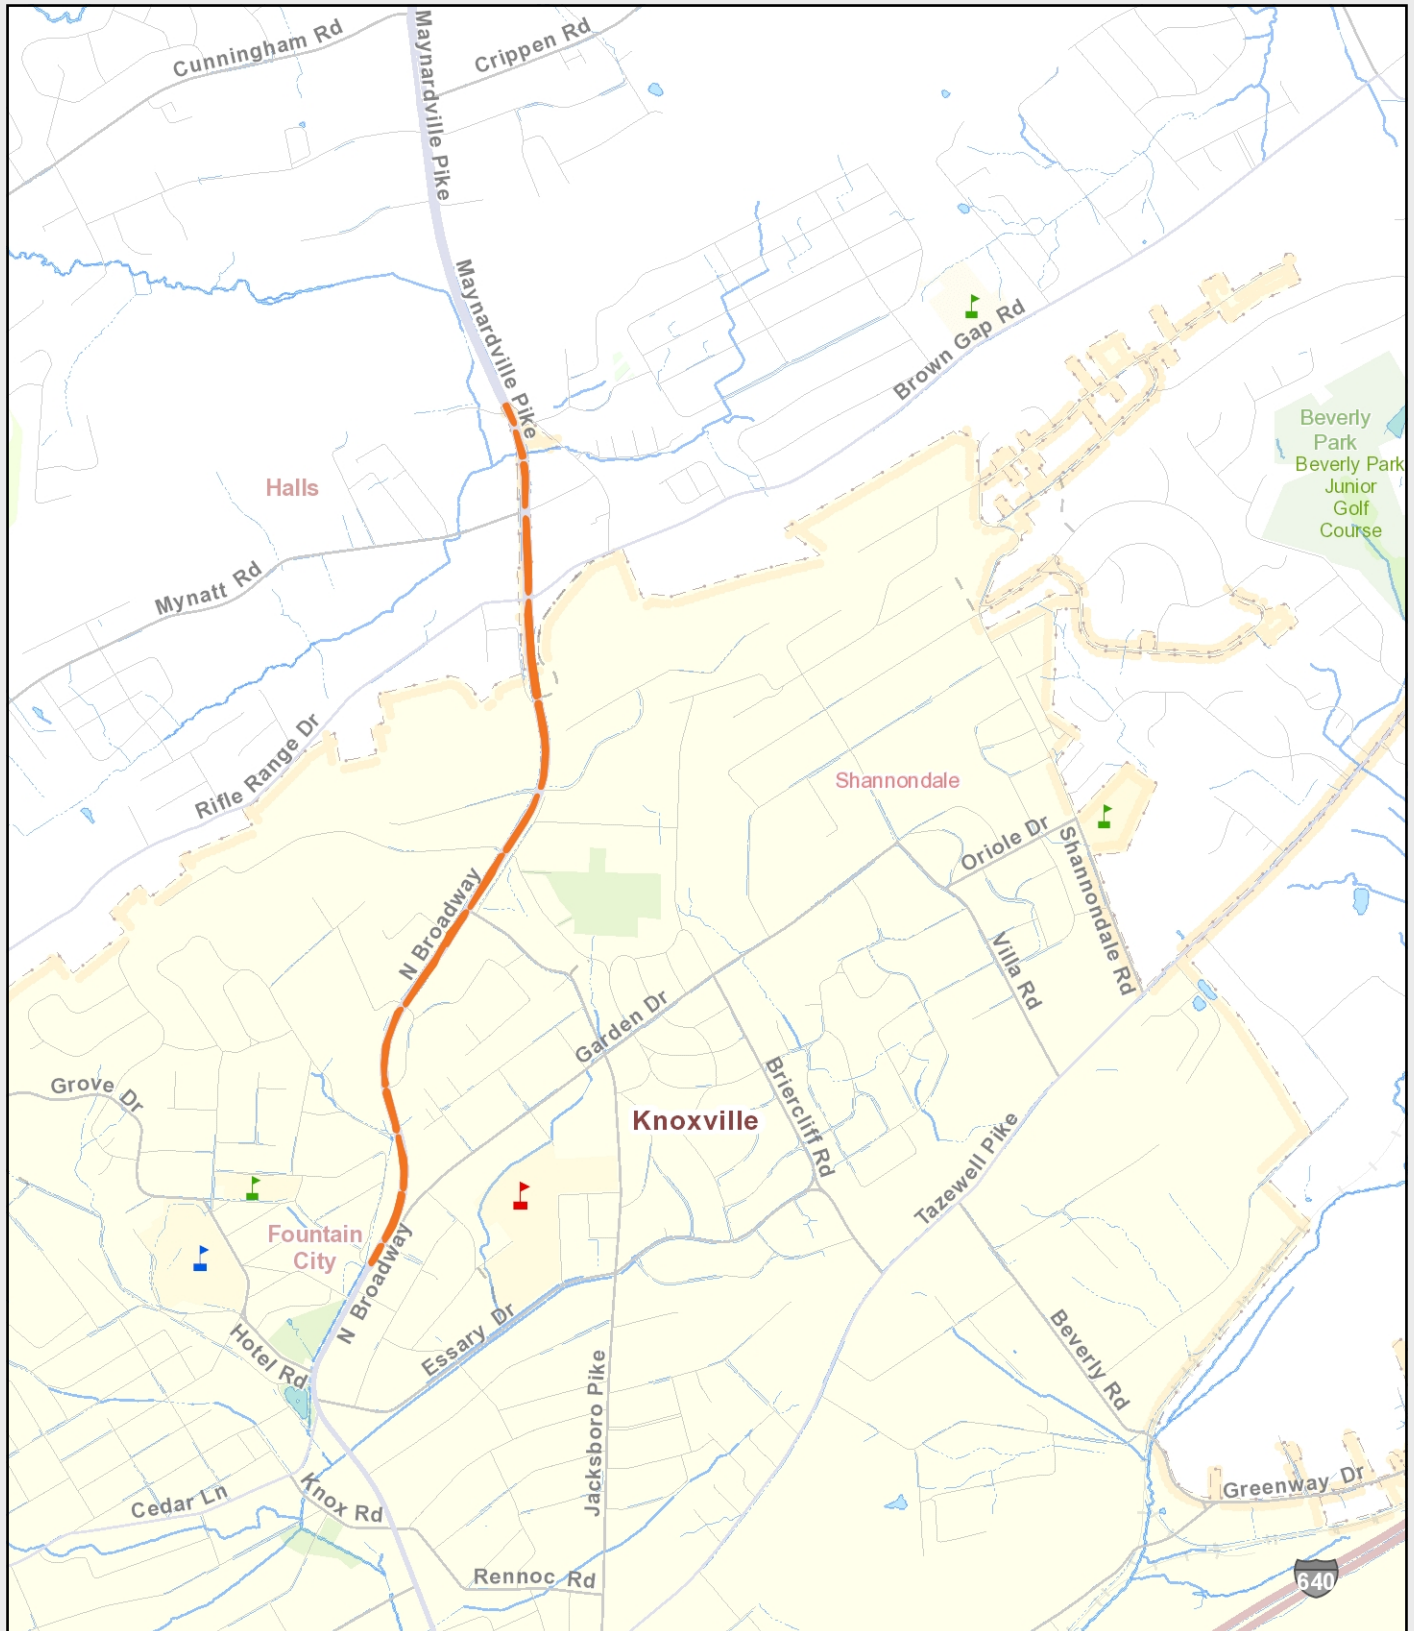 Cunningham Rd
Crippen Rd
Maynardville Pike
Maynardville Pike
Brown Gap Rd
Beverly
Park
Beverly Park
Junior
Golf
Course
Halls
Mynatt Rd
Rifle Range Dr
Shannondale
Oriole Dr
Shannondale Rd
N Broadway
Villa Rd
Garden Dr
Grove Dr
Knoxville
Briercliff Rd
Tazewell Pike
Fountain
City
N Broadway
Hotel Rd
Essary Dr
Beverly Rd
Jacksboro Pike
Cedar Ln
Knox Rd
Greenway Dr
Rennoc Rd
640